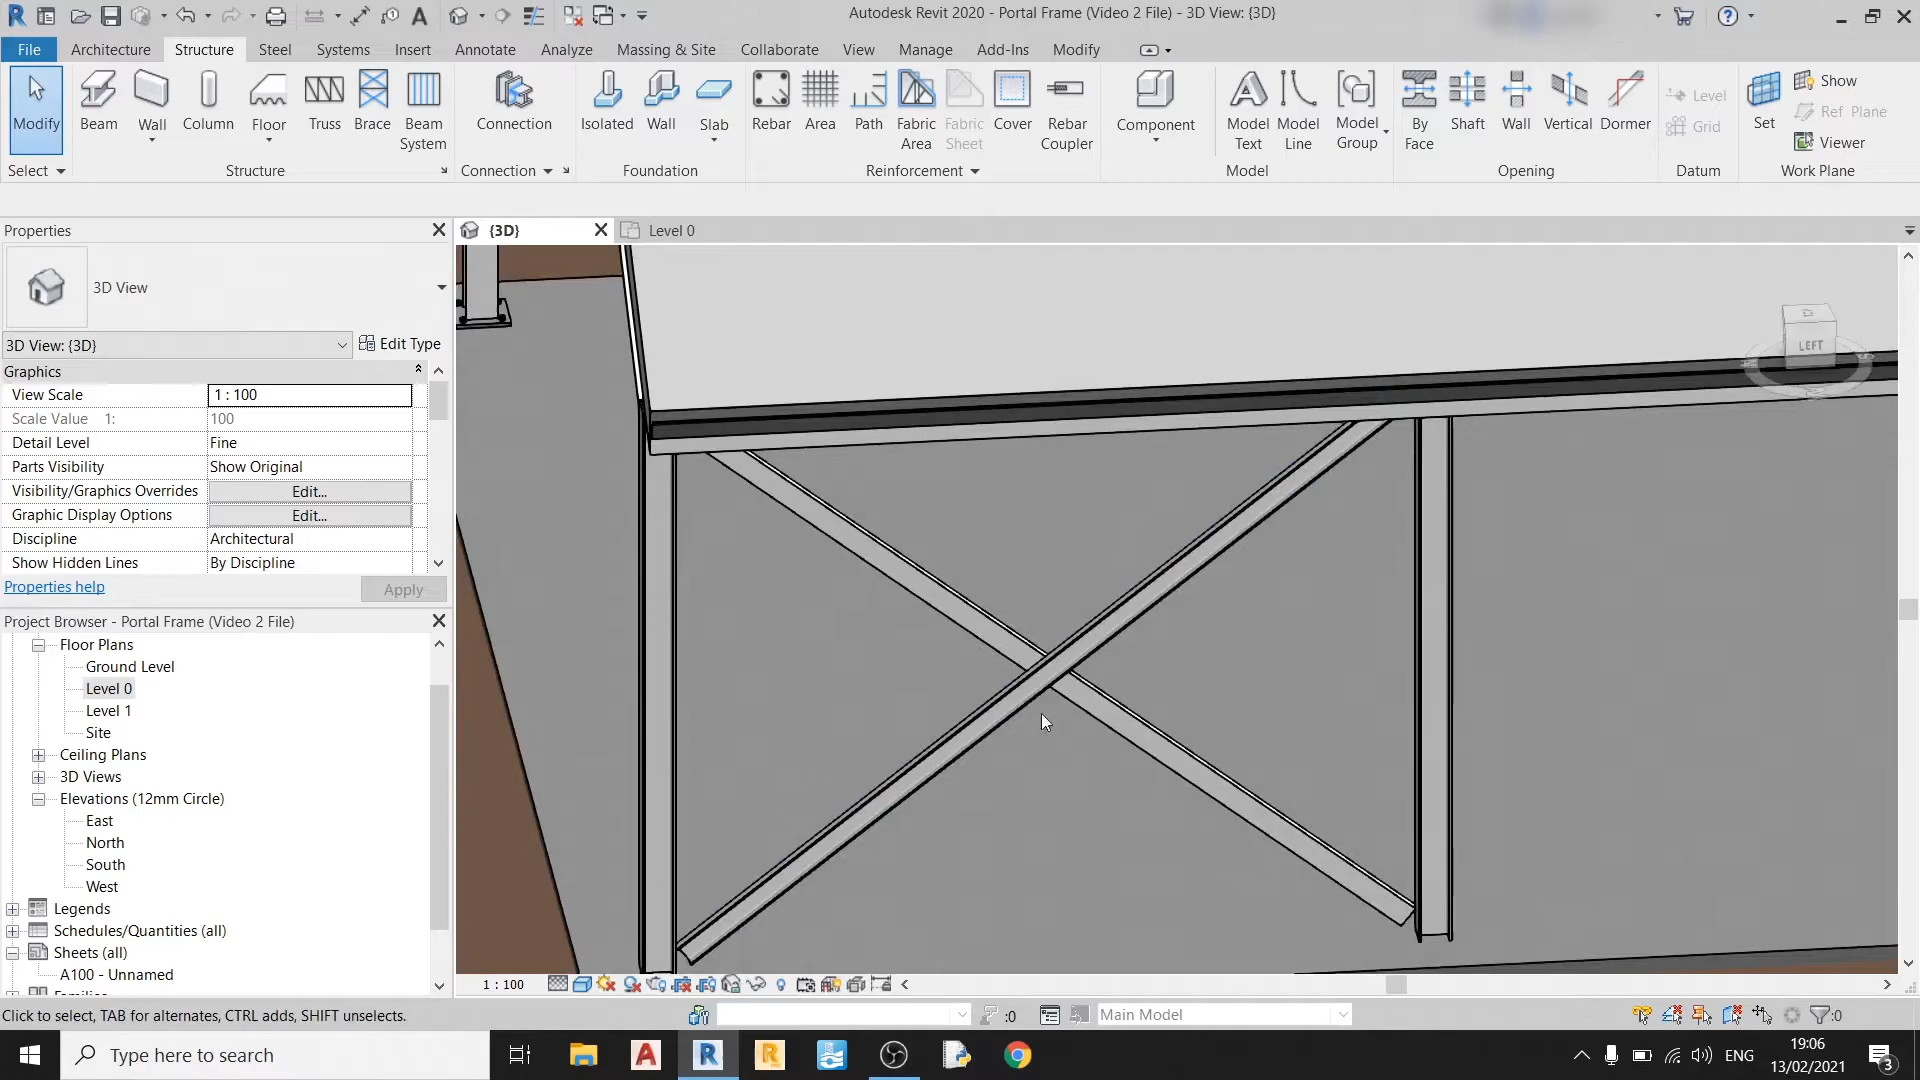 Autodesk Revit 2020 - Portal Frame (Video 2 File) - 3D View: {3D}
File Architecture Structure Steel Systems Insert Annotate Analyze Massing & Site Collaborate View Manage Add-Ins Modify
Modify Beam Wall Column Floor Truss Brace Beam System Connection Isolated Wall Slab Rebar Area Path Fabric Area Fabric Sheet Cover Rebar Coupler Component Model Text Model Line Model Group By Face Shaft Wall Vertical Dormer Level Grid Set Show Ref Plane Viewer
Select Structure Connection Foundation Reinforcement Model Opening Datum Work Plane
Properties
{3D} Level 0
3D View
3D View: {3D} Edit Type
Graphics
View Scale 1 : 100
Scale Value 1: 100
Detail Level Fine
Parts Visibility Show Original
Visibility/Graphics Overrides Edit...
Graphic Display Options Edit...
Discipline Architectural
Show Hidden Lines By Discipline
Properties help Apply
LEFT
Project Browser - Portal Frame (Video 2 File)
Floor Plans
Ground Level
Level 0
Level 1
Site
Ceiling Plans
3D Views
Elevations (12mm Circle)
East
North
South
West
Legends
Schedules/Quantities (all)
Sheets (all)
A100 - Unnamed
1 : 100
Click to select, TAB for alternates, CTRL adds, SHIFT unselects.
:0
Main Model
:0
Type here to search
ENG
19:06
13/02/2021
3